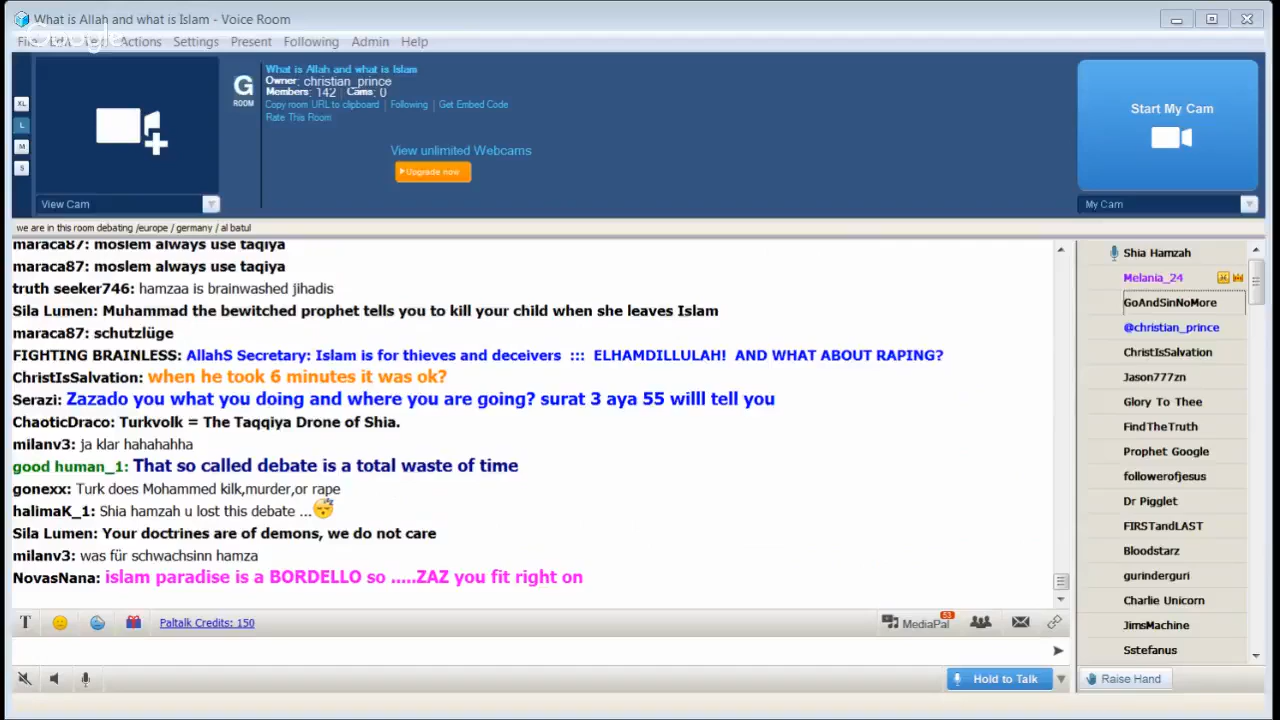 What is Allah and what is Islam - Voice Room
Google
Actions Settings Present Following Admin Help
G
ROOM
What is Allah and what is Islam
Owner: christian_prince
Members: 142 Cams: 0
Copy room URL to clipboard | Following | Get Embed Code
Rate This Room
View unlimited Webcams
Upgrade now
Start My Cam
XL
L
M
S
View Cam
My Cam
we are in this room debating /europe / germany / al batul
maraca87: moslem always use taqiya
maraca87: moslem always use taqiya
truth seeker746: hamzaa is brainwashed jihadis
Sila Lumen: Muhammad the bewitched prophet tells you to kill your child when she leaves Islam
maraca87: schutzlüge
FIGHTING BRAINLESS: AllahS Secretary: Islam is for thieves and deceivers ::: ELHAMDILLULAH! AND WHAT ABOUT RAPING?
ChristIsSalvation: when he took 6 minutes it was ok?
Serazi: Zazado you what you doing and where you are going? surat 3 aya 55 willl tell you
ChaoticDraco: Turkvolk = The Taqqiya Drone of Shia.
milanv3: ja klar hahahahha
good human_1: That so called debate is a total waste of time
gonexx: Turk does Mohammed kilk,murder,or rape
halimaK_1: Shia hamzah u lost this debate ...
Sila Lumen: Your doctrines are of demons, we do not care
milanv3: was für schwachsinn hamza
NovasNana: islam paradise is a BORDELLO so .....ZAZ you fit right on
Shia Hamzah
Melania_24
GoAndSinNoMore
@christian_prince
ChristIsSalvation
Jason777zn
Glory To Thee
FindTheTruth
Prophet Google
followerofjesus
Dr Pigglet
FIRSTandLAST
Bloodstarz
gurinderguri
Charlie Unicorn
JimsMachine
Sstefanus
T
Paltalk Credits: 150
MediaPal
53
Hold to Talk
Raise Hand